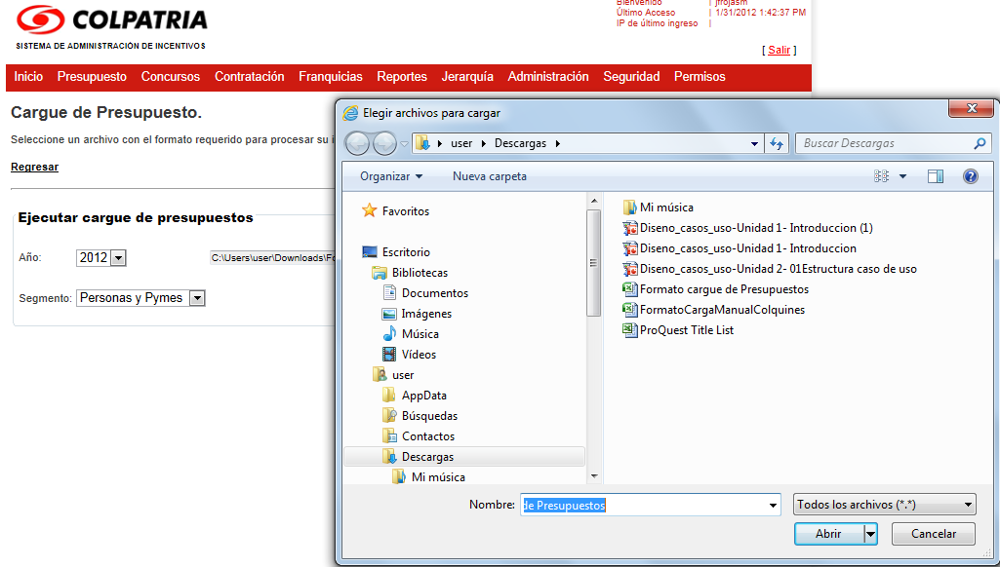 COLPATRIA
SISTEMA DE ADMINISTRACIÓN DE INCENTIVOS
Bienvenido | jfrojasm
Último Acceso | 1/31/2012 1:42:37 PM
IP de último ingreso |
[ Salir ]
Inicio Presupuesto Concursos Contratación Franquicias Reportes Jerarquía Administración Seguridad Permisos
Cargue de Presupuesto.
Seleccione un archivo con el formato requerido para procesar su i
Regresar
Ejecutar cargue de presupuestos
Año: 2012 C:\Users\user\Downloads\Fo
Segmento: Personas y Pymes
Elegir archivos para cargar
user Descargas
Buscar Descargas
Organizar Nueva carpeta
Favoritos
Escritorio
Bibliotecas
Documentos
Imágenes
Música
Vídeos
user
AppData
Búsquedas
Contactos
Descargas
Mi música
Mi música
Diseno_casos_uso-Unidad 1- Introduccion (1)
Diseno_casos_uso-Unidad 1- Introduccion
Diseno_casos_uso-Unidad 2- 01Estructura caso de uso
Formato cargue de Presupuestos
FormatoCargaManualColquines
ProQuest Title List
Nombre: de Presupuestos Todos los archivos (*.*)
Abrir Cancelar